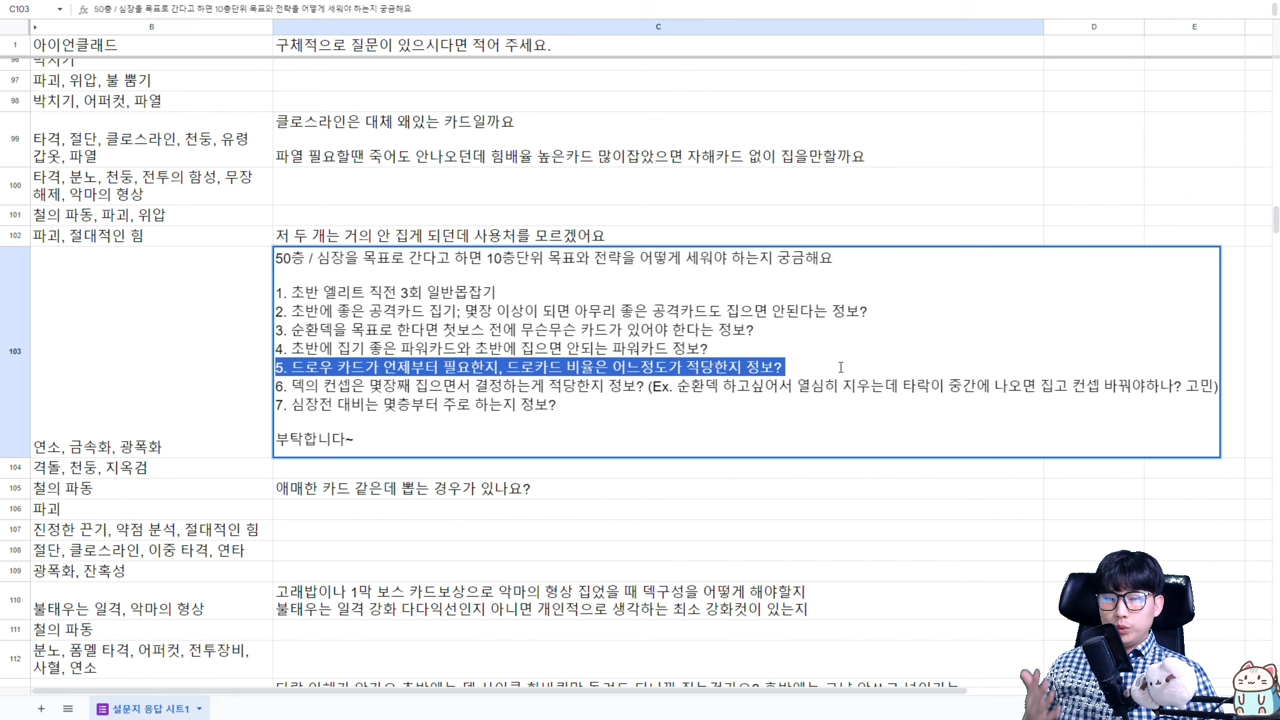 C103
fx 50층 / 심장을 목표로 간다고 하면 10층단위 목표와 전략을 어떻게 세워야 하는지 궁금해요
B C D E
1 아이언클래드 구체적으로 질문이 있으시다면 적어 주세요.
96 박치기
97 파괴, 위압, 불 뿜기
98 박치기, 어퍼컷, 파열
클로스라인은 대체 왜있는 카드일까요
99 타격, 절단, 클로스라인, 천둥, 유령
갑옷, 파열 파열 필요할땐 죽어도 안나오던데 힘배율 높은카드 많이잡았으면 자해카드 없이 집을만할까요
100 타격, 분노, 천둥, 전투의 함성, 무장
해제, 악마의 형상
101 철의 파동, 파괴, 위압
102 파괴, 절대적인 힘 저 두 개는 거의 안 집게 되던데 사용처를 모르겠어요
50층 / 심장을 목표로 간다고 하면 10층단위 목표와 전략을 어떻게 세워야 하는지 궁금해요
1. 초반 엘리트 직전 3회 일반몹잡기
2. 초반에 좋은 공격카드 집기; 몇장 이상이 되면 아무리 좋은 공격카드도 집으면 안된다는 정보?
3. 순환덱을 목표로 한다면 첫보스 전에 무슨무슨 카드가 있어야 한다는 정보?
4. 초반에 집기 좋은 파워카드와 초반에 집으면 안되는 파워카드 정보?
103 5. 드로우 카드가 언제부터 필요한지, 드로카드 비율은 어느정도가 적당한지 정보?
6. 덱의 컨셉은 몇장째 집으면서 결정하는게 적당한지 정보? (Ex. 순환덱 하고싶어서 열심히 지우는데 타락이 중간에 나오면 집고 컨셉 바꿔야하나? 고민)
7. 심장전 대비는 몇층부터 주로 하는지 정보?
부탁합니다~
연소, 금속화, 광폭화
104 격돌, 천둥, 지옥검
105 철의 파동 애매한 카드 같은데 뽑는 경우가 있나요?
106 파괴
107 진정한 끈기, 약점 분석, 절대적인 힘
108 절단, 클로스라인, 이중 타격, 연타
109 광폭화, 잔혹성
고래밥이나 1막 보스 카드보상으로 악마의 형상 집었을 때 덱구성을 어떻게 해야할지
110 불태우는 일격, 악마의 형상 불태우는 일격 강화 다다익선인지 아니면 개인적으로 생각하는 최소 강화컷이 있는지
111 철의 파동
112 분노, 폼멜 타격, 어퍼컷, 전투장비,
사혈, 연소
설문지 응답 시트1